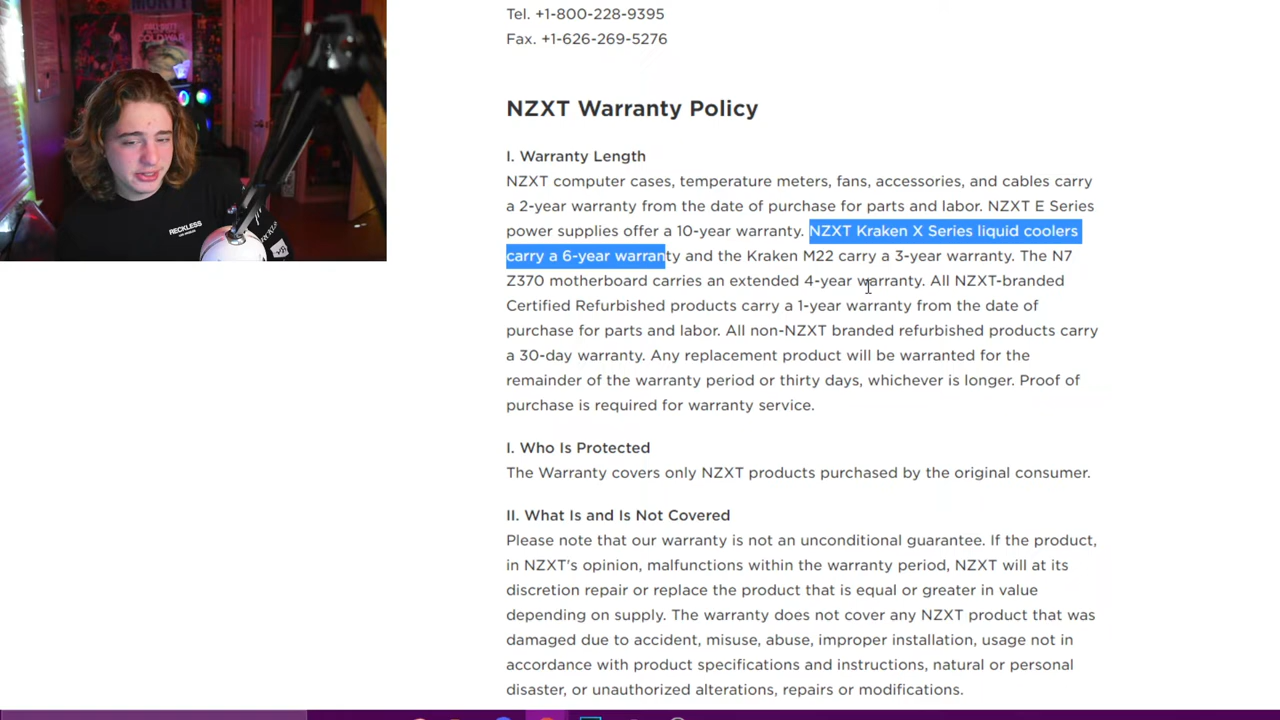 Tel. +1-800-228-9395
Fax. +1-626-269-5276
NZXT Warranty Policy
I. Warranty Length
NZXT computer cases, temperature meters, fans, accessories, and cables carry
a 2-year warranty from the date of purchase for parts and labor. NZXT E Series
power supplies offer a 10-year warranty. NZXT Kraken X Series liquid coolers
carry a 6-year warranty and the Kraken M22 carry a 3-year warranty. The N7
Z370 motherboard carries an extended 4-year warranty. All NZXT-branded
Certified Refurbished products carry a 1-year warranty from the date of
purchase for parts and labor. All non-NZXT branded refurbished products carry
a 30-day warranty. Any replacement product will be warranted for the
remainder of the warranty period or thirty days, whichever is longer. Proof of
purchase is required for warranty service.
I. Who Is Protected
The Warranty covers only NZXT products purchased by the original consumer.
II. What Is and Is Not Covered
Please note that our warranty is not an unconditional guarantee. If the product,
in NZXT's opinion, malfunctions within the warranty period, NZXT will at its
discretion repair or replace the product that is equal or greater in value
depending on supply. The warranty does not cover any NZXT product that was
damaged due to accident, misuse, abuse, improper installation, usage not in
accordance with product specifications and instructions, natural or personal
disaster, or unauthorized alterations, repairs or modifications.
RECKLESS
COLD WAR